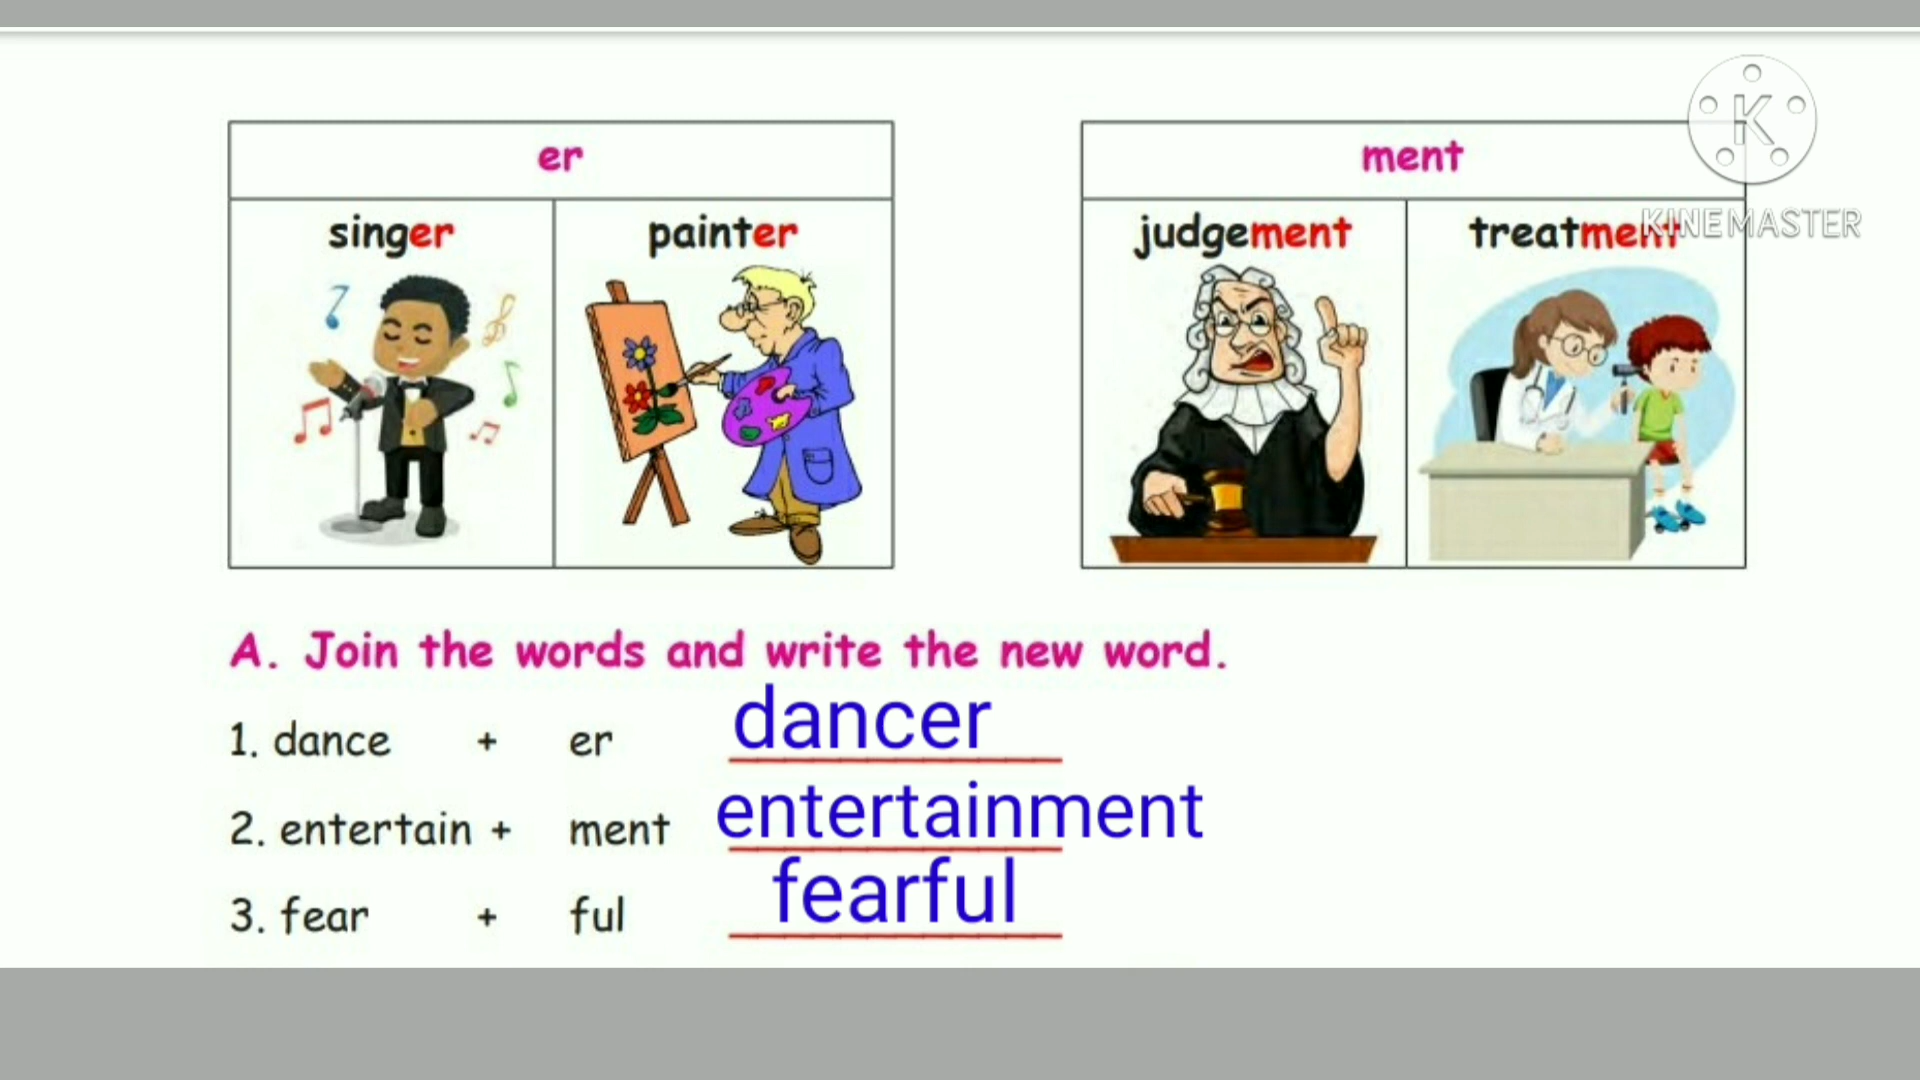 er
singer painter
ment
judgement treatment
K
KINEMASTER
A. Join the words and write the new word.
1. dance + er dancer
2. entertain + ment entertainment
3. fear + ful fearful